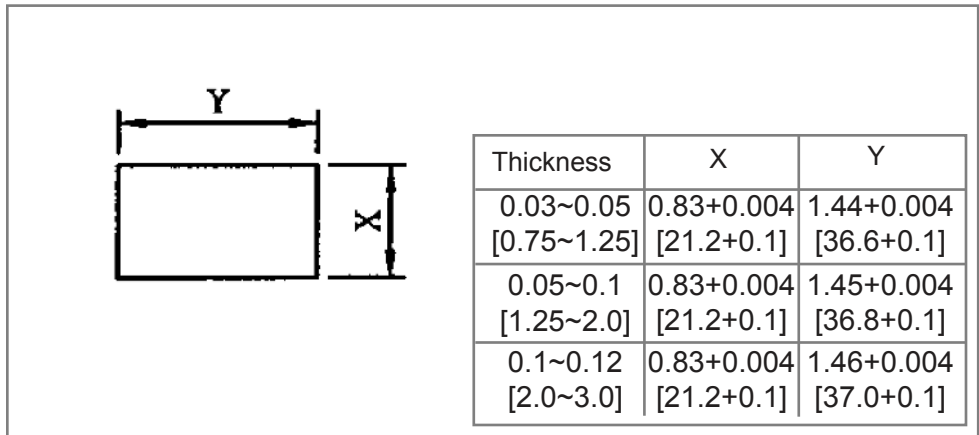 Y
X
Thickness X Y
0.03~0.05 0.83+0.004 1.44+0.004
[0.75~1.25] [21.2+0.1] [36.6+0.1]
0.05~0.1 0.83+0.004 1.45+0.004
[1.25~2.0] [21.2+0.1] [36.8+0.1]
0.1~0.12 0.83+0.004 1.46+0.004
[2.0~3.0] [21.2+0.1] [37.0+0.1]